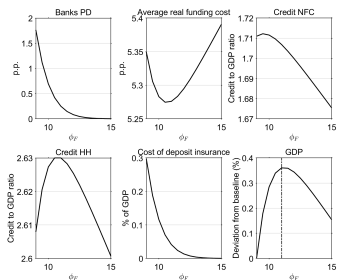 Banks PD
Average real funding cost
Credit NFC
p.p.
2
1.5
1
0.5
0
10
15
ϕF
p.p.
5.4
5.35
5.3
5.25
10
15
ϕF
Credit to GDP ratio
1.72
1.71
1.7
1.69
1.68
1.67
10
15
ϕF
Credit HH
Cost of deposit insurance
GDP
Credit to GDP ratio
2.63
2.62
2.61
2.6
10
15
ϕF
% of GDP
0.3
0.2
0.1
0
10
15
ϕF
Deviation from baseline (%)
0.4
0.3
0.2
0.1
0
10
15
ϕF